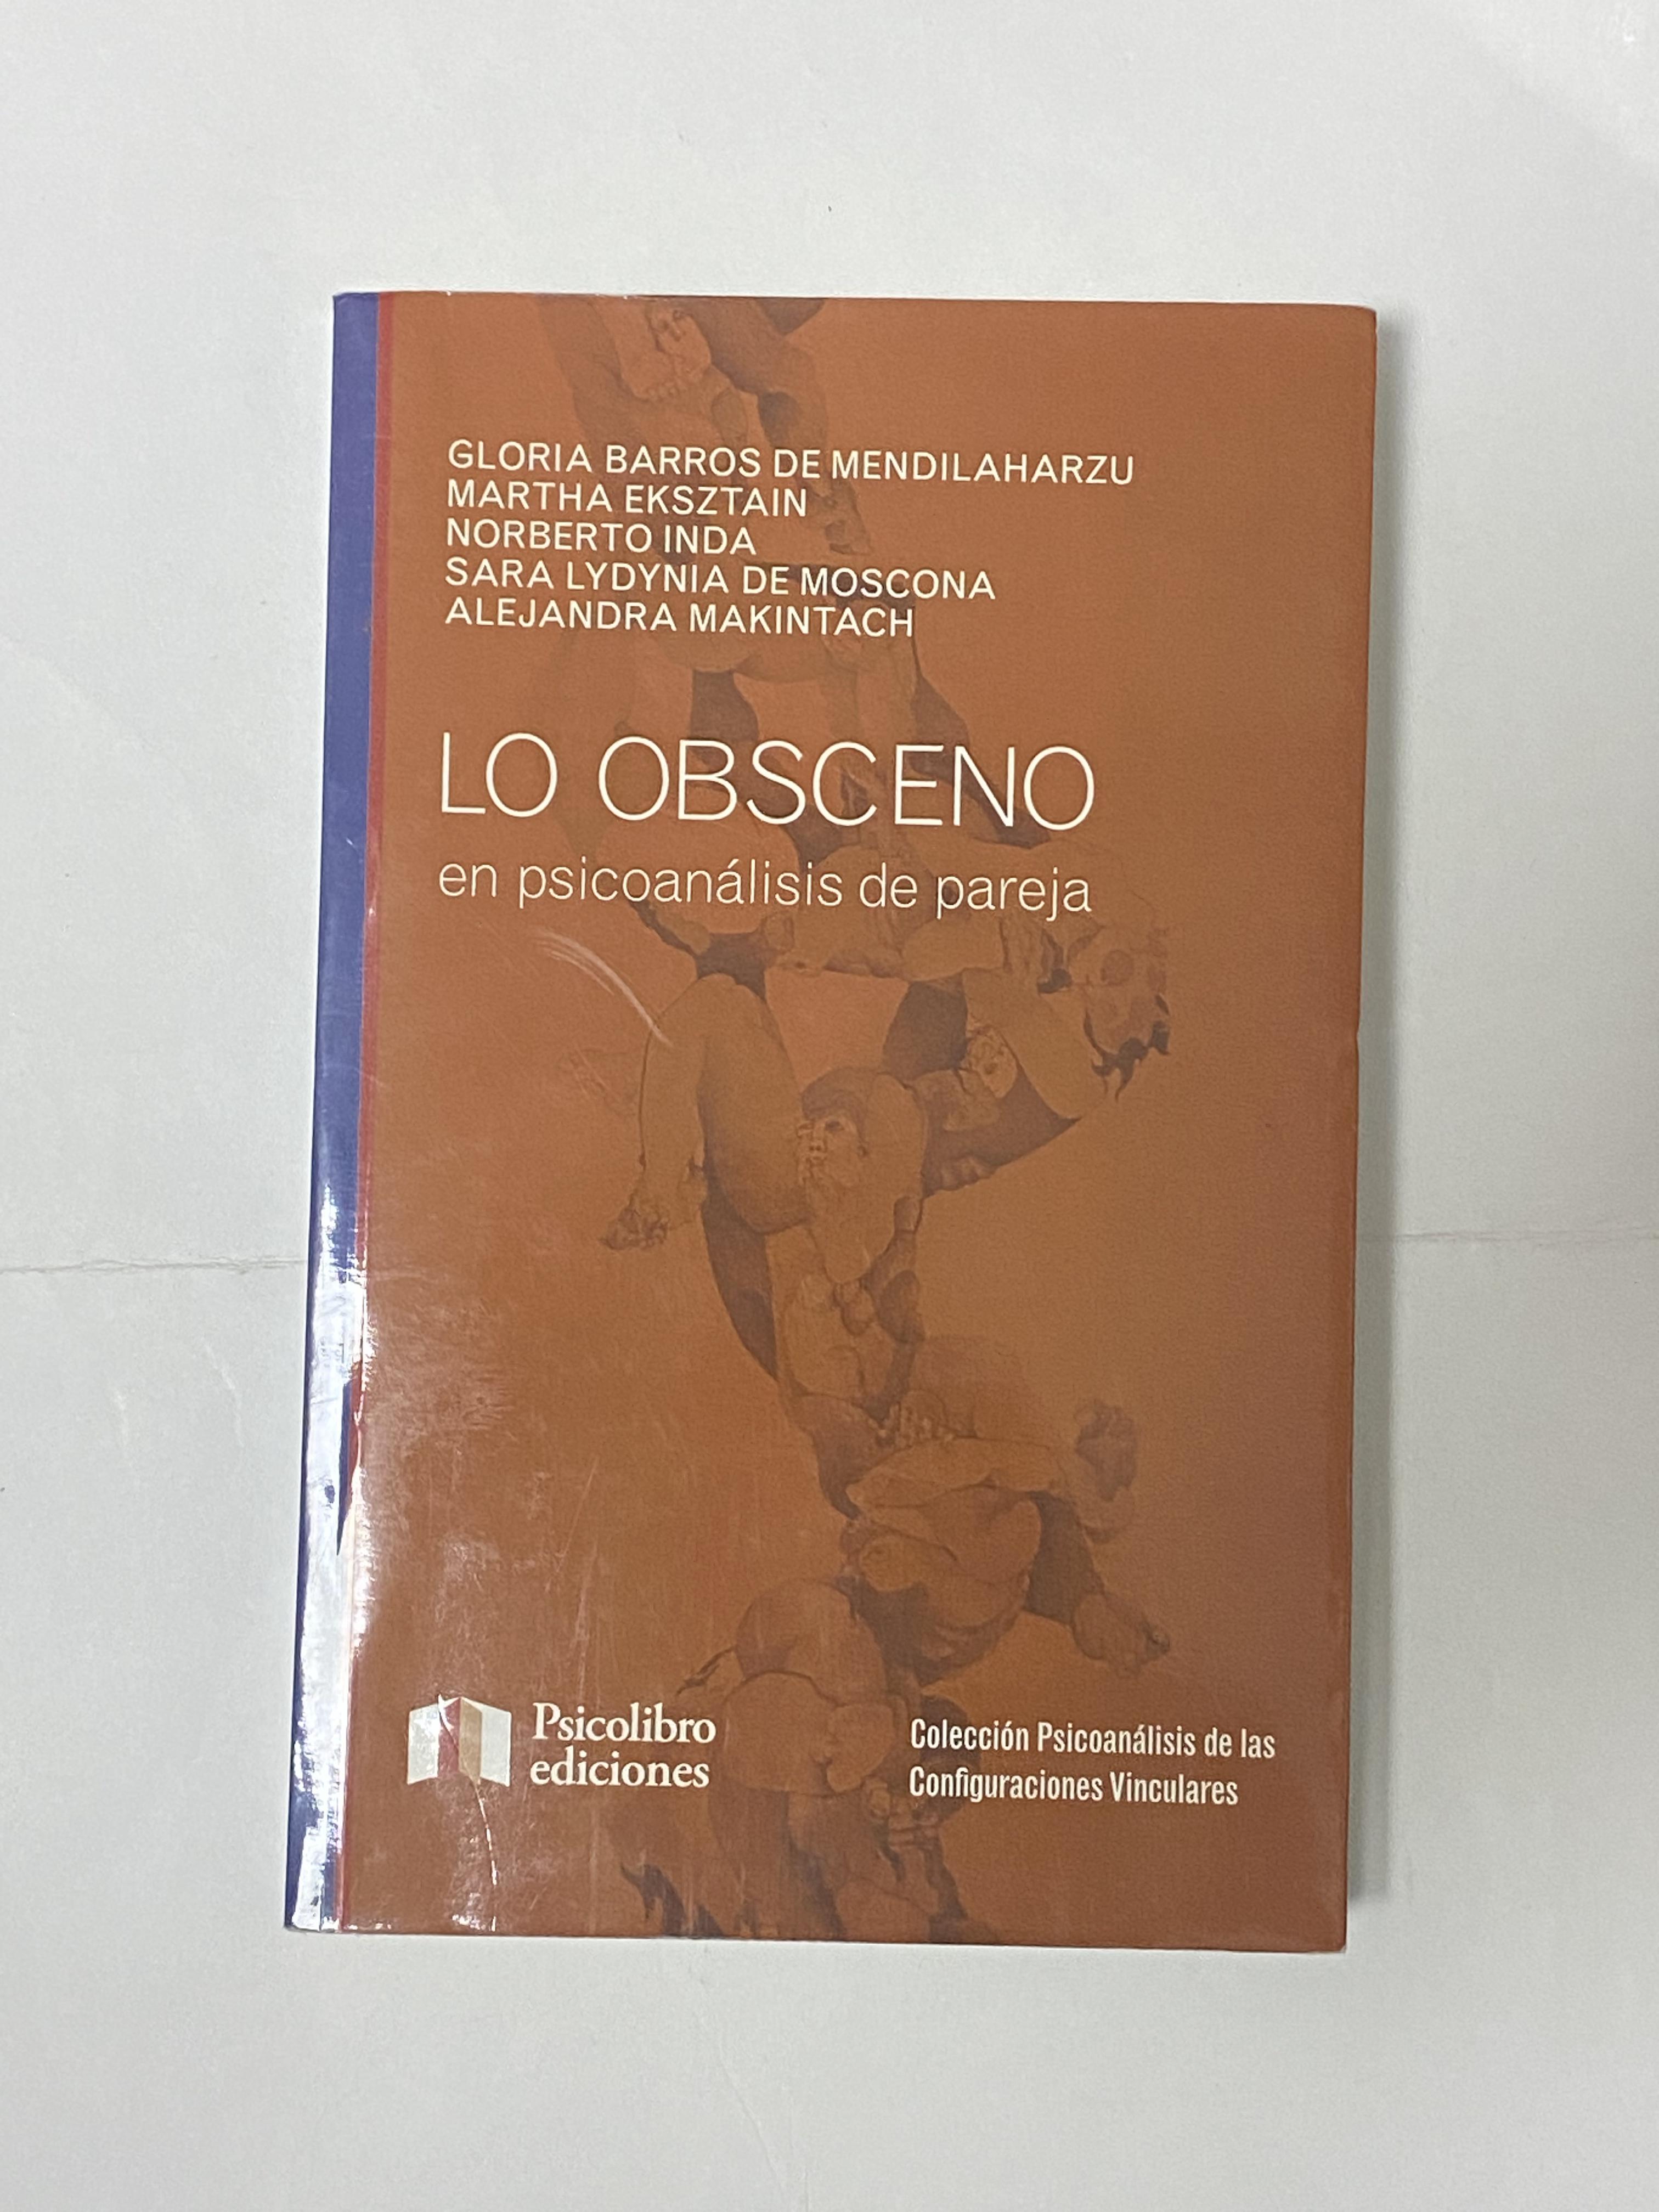 GLORIA BARROS DE MENDILAHARZU
MARTHA EKSZTAIN
NORBERTO INDA
SARA LYDYNIA DE MOSCONA
ALEJANDRA MAKINTACH
LO OBSCENO
en psicoanálisis de pareja
Psicolibro
ediciones
Colección Psicoanálisis de las
Configuraciones Vinculares